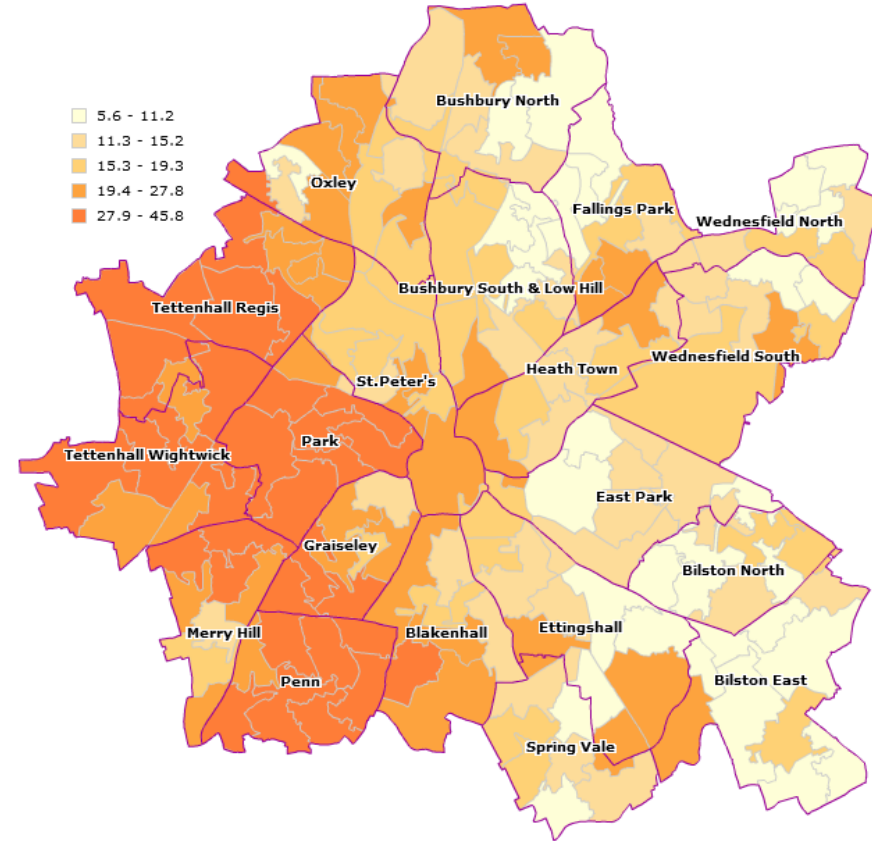 Bushbury North
5.6 - 11.2
11.3 - 15.2
15.3 - 19.3
19.4 - 27.8
27.9 - 45.8
Oxley
Fallings Park
Wednesfield North
Bushbury South & Low Hill
Tettenhall Regis
Wednesfield South
Heath Town
St.Peter's
Park
Tettenhall Wightwick
East Park
Graiseley
Bilston North
Ettingshall
Merry Hill
Blakenhall
Penn
Bilston East
Spring Vale